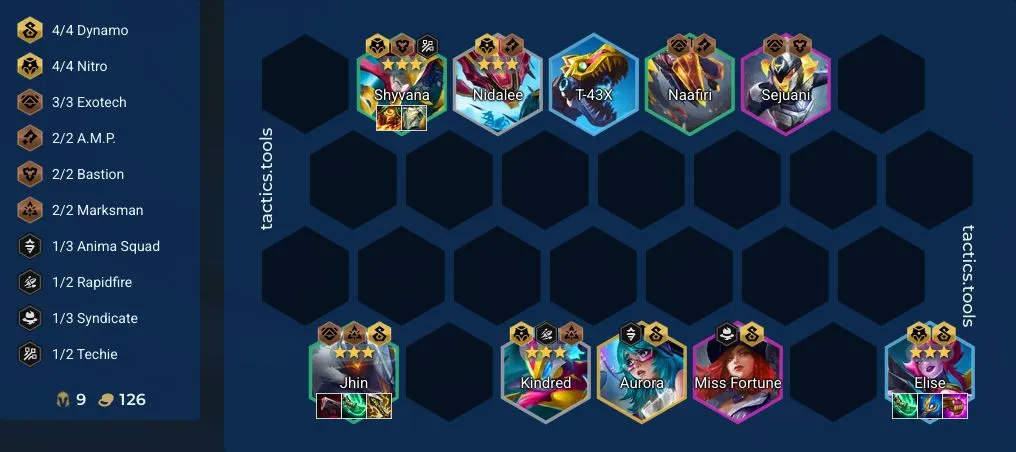 4/4 Dynamo
4/4 Nitro
3/3 Exotech
2/2 A.M.P.
2/2 Bastion
2/2 Marksman
1/3 Anima Squad
1/2 Rapidfire
1/3 Syndicate
1/2 Techie
9 126
tactics.tools
Shyvana
Nidalee
T-43X
Naafiri
Sejuani
tactics.tools
Jhin
Kindred
Aurora
Miss Fortune
Elise